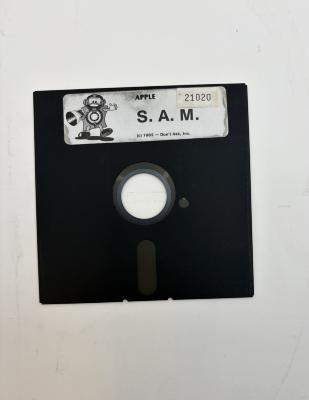 APPLE
21020
S. A. M.
(c) 1982 — Don't Ask, Inc.